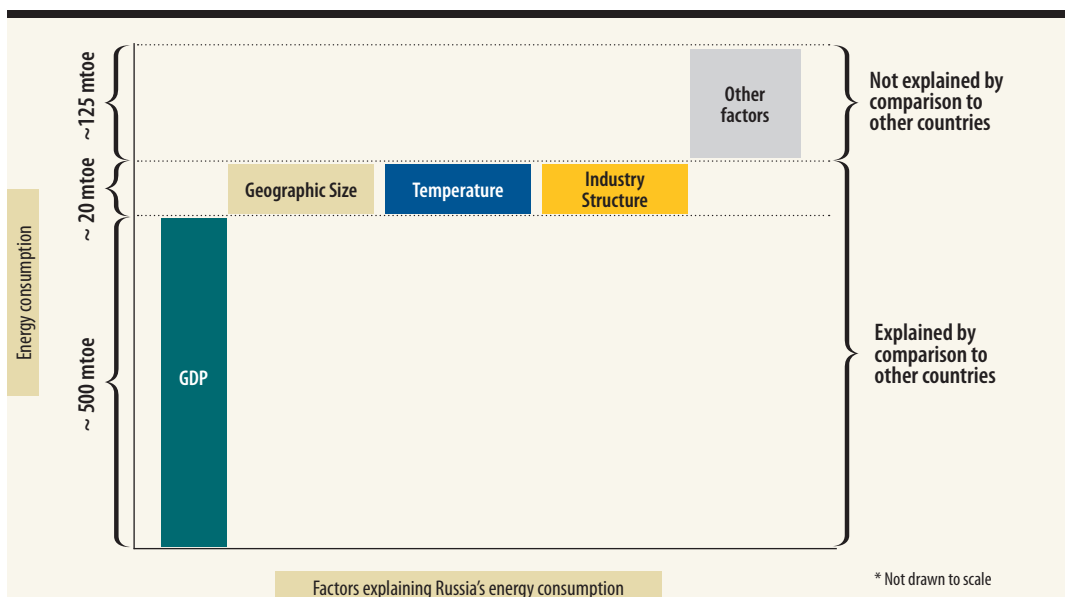 ~125 mtoe
Other
factors
Not explained by
comparison to
other countries
~ 20 mtoe
Geographic Size
Temperature
Industry
Structure
Energy consumption
~ 500 mtoe
GDP
Explained by
comparison to
other countries
Factors explaining Russia's energy consumption
* Not drawn to scale